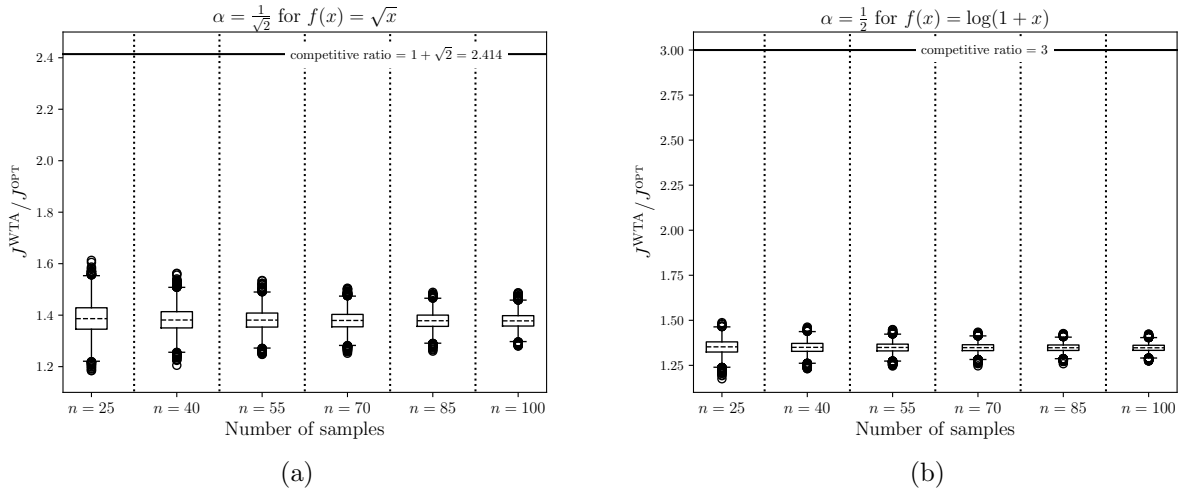 α = 1/√2 for f(x) = √x
competitive ratio = 1 + √2 = 2.414
2.4
2.2
2.0
1.8
1.6
1.4
1.2
J^WTA / J^OPT
n = 25 n = 40 n = 55 n = 70 n = 85 n = 100
Number of samples
(a)
α = 1/2 for f(x) = log(1 + x)
competitive ratio = 3
3.00
2.75
2.50
2.25
2.00
1.75
1.50
1.25
J^WTA / J^OPT
n = 25 n = 40 n = 55 n = 70 n = 85 n = 100
Number of samples
(b)